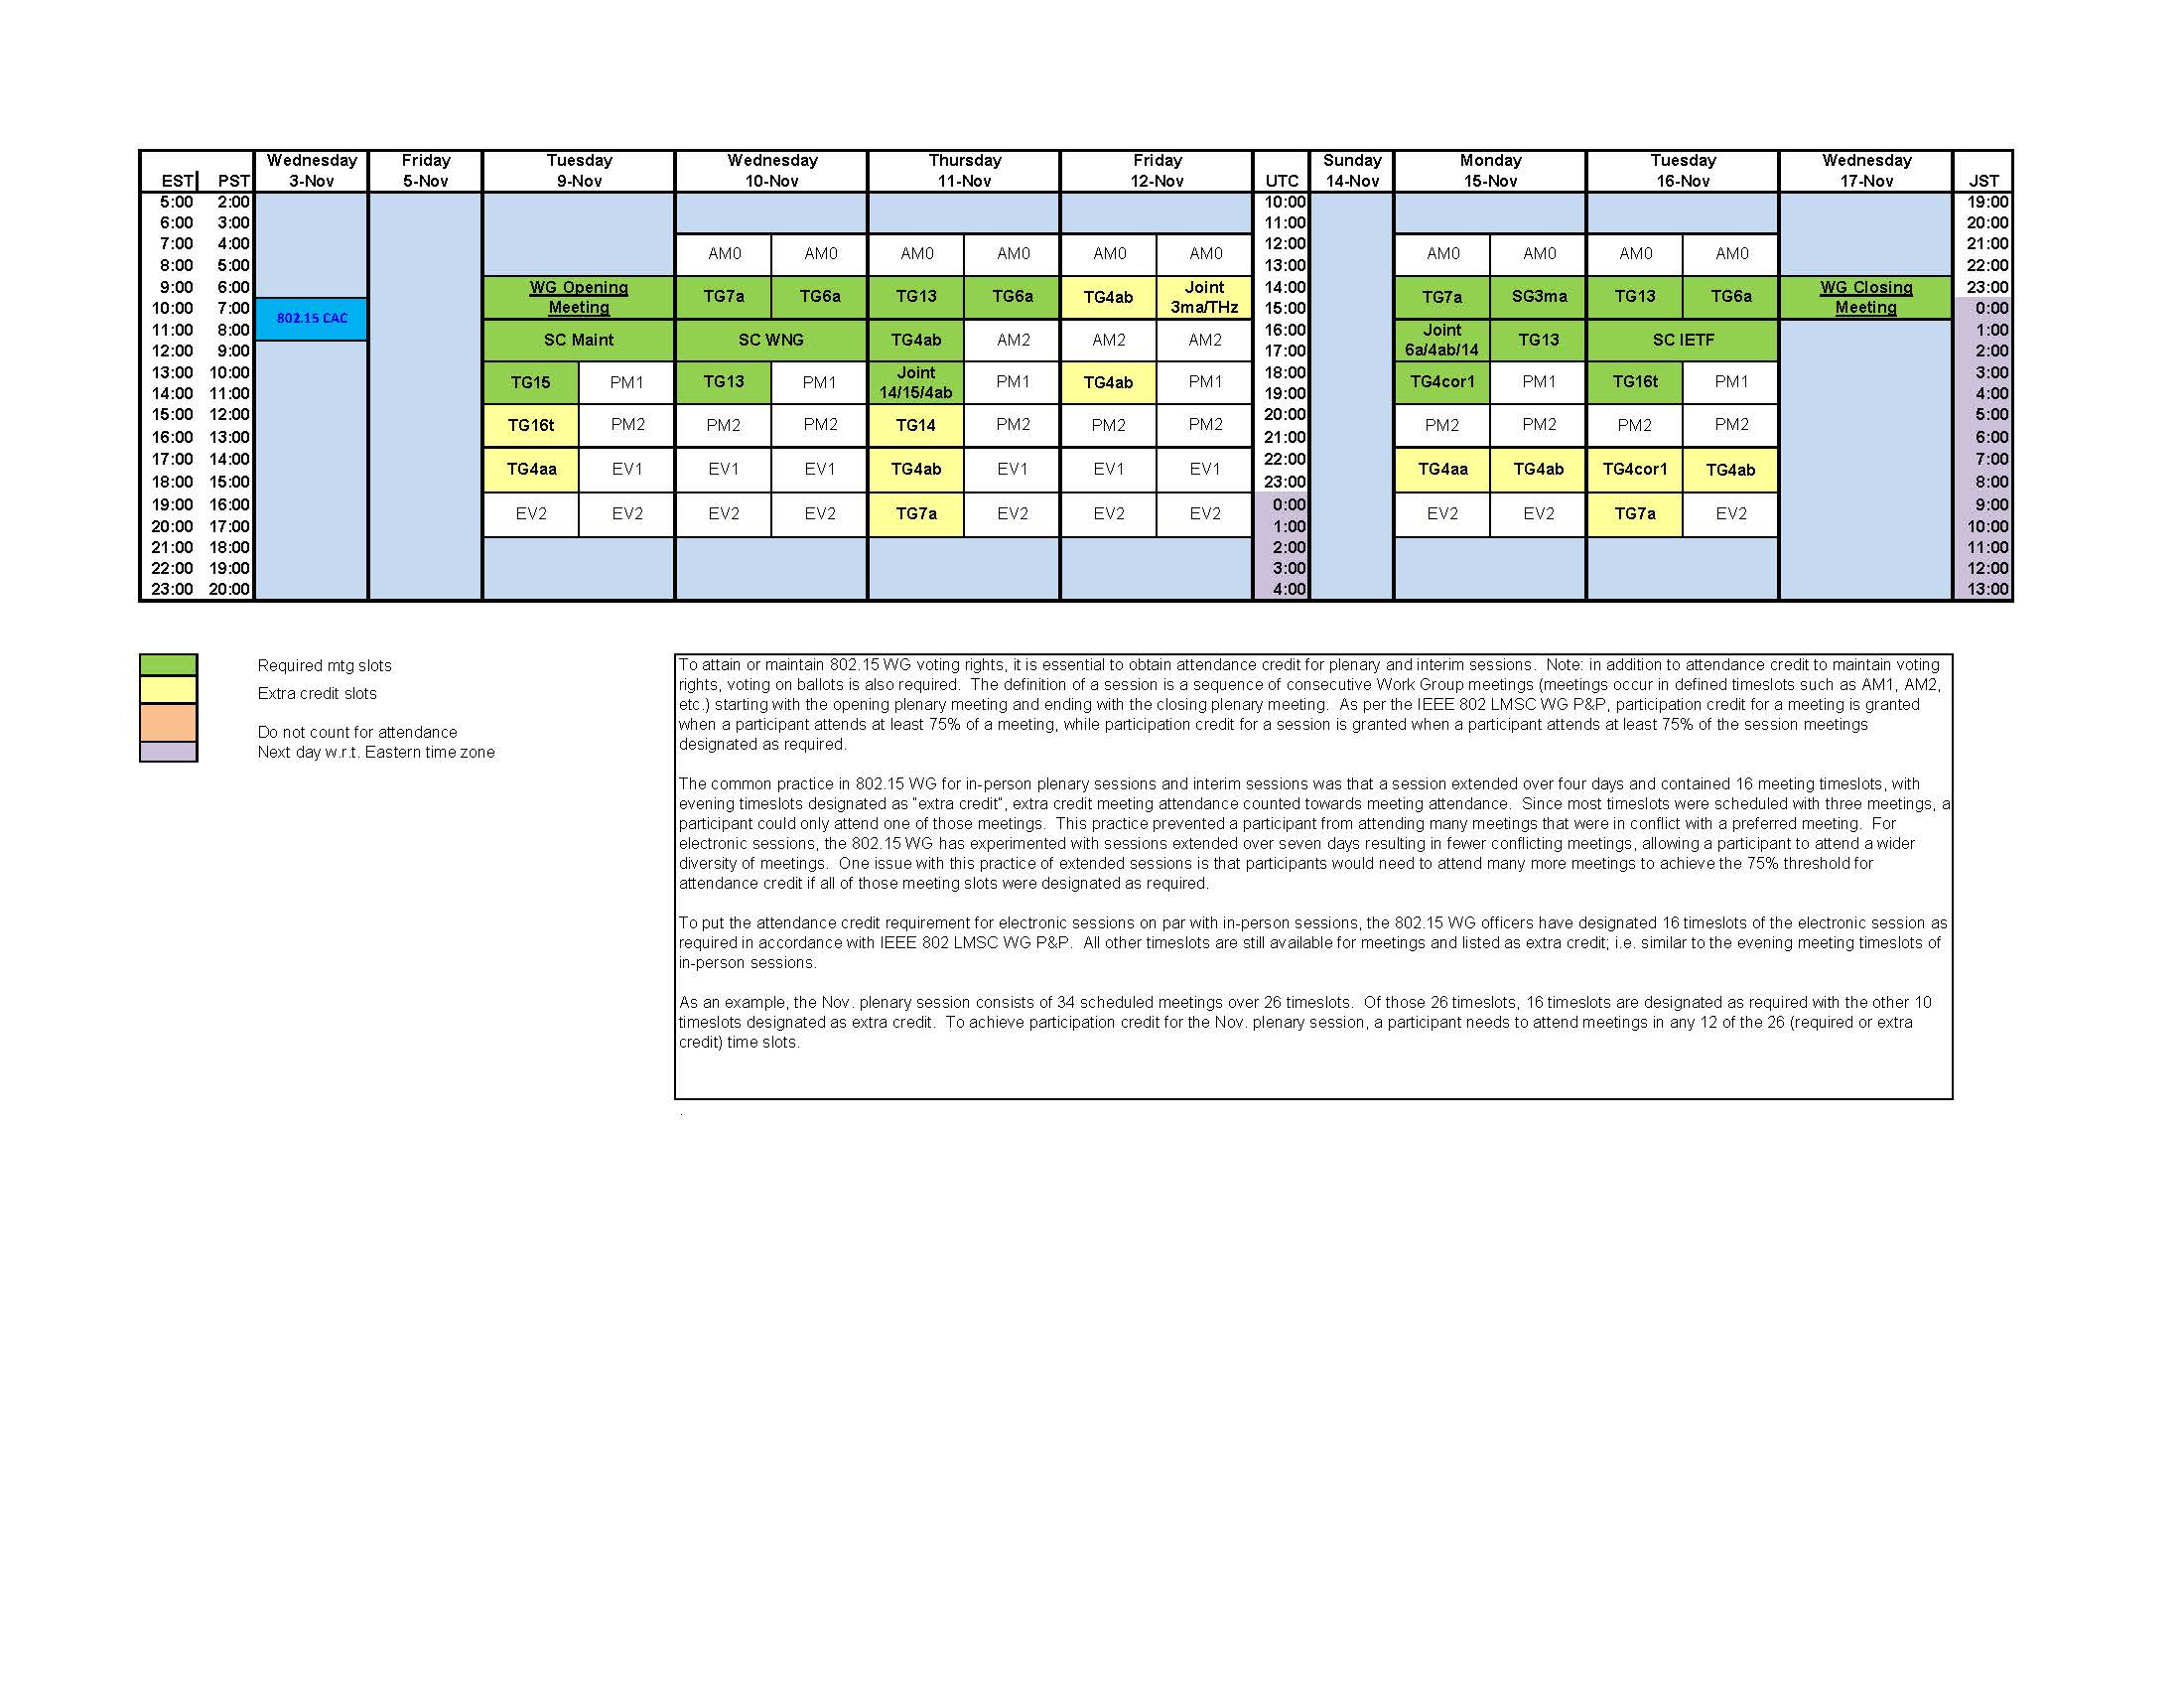 Wednesday Friday Tuesday Wednesday Thursday Friday Sunday Monday Tuesday Wednesday
EST PST 3-Nov 5-Nov 9-Nov 10-Nov 11-Nov 12-Nov UTC 14-Nov 15-Nov 16-Nov 17-Nov JST
5:00 2:00 10:00 19:00
6:00 3:00 11:00 20:00
7:00 4:00 12:00 21:00
AM0 AM0 AM0 AM0 AM0 AM0 AM0 AM0 AM0 AM0
8:00 5:00 13:00 22:00
9:00 6:00 WG Opening Joint 14:00 WG Closing 23:00
TG7a TG6a TG13 TG6a TG4ab TG7a SG3ma TG13 TG6a
10:00 7:00 Meeting 3ma/THz 15:00 Meeting 0:00
802.15 CAC
11:00 8:00 16:00 Joint 1:00
SC Maint SC WNG TG4ab AM2 AM2 AM2 TG13 SC IETF
12:00 9:00 17:00 6a/4ab/14 2:00
13:00 10:00 Joint 18:00 3:00
TG15 PM1 TG13 PM1 PM1 TG4ab PM1 TG4cor1 PM1 TG16t PM1
14:00 11:00 14/15/4ab 19:00 4:00
15:00 12:00 20:00 5:00
TG16t PM2 PM2 PM2 TG14 PM2 PM2 PM2 PM2 PM2 PM2 PM2
16:00 13:00 21:00 6:00
17:00 14:00 22:00 7:00
TG4aa EV1 EV1 EV1 TG4ab EV1 EV1 EV1 TG4aa TG4ab TG4cor1 TG4ab
18:00 15:00 23:00 8:00
19:00 16:00 0:00 9:00
EV2 EV2 EV2 EV2 TG7a EV2 EV2 EV2 EV2 EV2 TG7a EV2
20:00 17:00 1:00 10:00
21:00 18:00 2:00 11:00
22:00 19:00 3:00 12:00
23:00 20:00 4:00 13:00
Required mtg slots
Extra credit slots
Do not count for attendance
Next day w.r.t. Eastern time zone
To attain or maintain 802.15 WG voting rights, it is essential to obtain attendance credit for plenary and interim sessions. Note: in addition to attendance credit to maintain voting
rights, voting on ballots is also required. The definition of a session is a sequence of consecutive Work Group meetings (meetings occur in defined timeslots such as AM1, AM2,
etc.) starting with the opening plenary meeting and ending with the closing plenary meeting. As per the IEEE 802 LMSC WG P&P, participation credit for a meeting is granted
when a participant attends at least 75% of a meeting, while participation credit for a session is granted when a participant attends at least 75% of the session meetings
designated as required.
The common practice in 802.15 WG for in-person plenary sessions and interim sessions was that a session extended over four days and contained 16 meeting timeslots, with
evening timeslots designated as "extra credit", extra credit meeting attendance counted towards meeting attendance. Since most timeslots were scheduled with three meetings, a
participant could only attend one of those meetings. This practice prevented a participant from attending many meetings that were in conflict with a preferred meeting. For
electronic sessions, the 802.15 WG has experimented with sessions extended over seven days resulting in fewer conflicting meetings, allowing a participant to attend a wider
diversity of meetings. One issue with this practice of extended sessions is that participants would need to attend many more meetings to achieve the 75% threshold for
attendance credit if all of those meeting slots were designated as required.
To put the attendance credit requirement for electronic sessions on par with in-person sessions, the 802.15 WG officers have designated 16 timeslots of the electronic session as
required in accordance with IEEE 802 LMSC WG P&P. All other timeslots are still available for meetings and listed as extra credit; i.e. similar to the evening meeting timeslots of
in-person sessions.
As an example, the Nov. plenary session consists of 34 scheduled meetings over 26 timeslots. Of those 26 timeslots, 16 timeslots are designated as required with the other 10
timeslots designated as extra credit. To achieve participation credit for the Nov. plenary session, a participant needs to attend meetings in any 12 of the 26 (required or extra
credit) time slots.
.